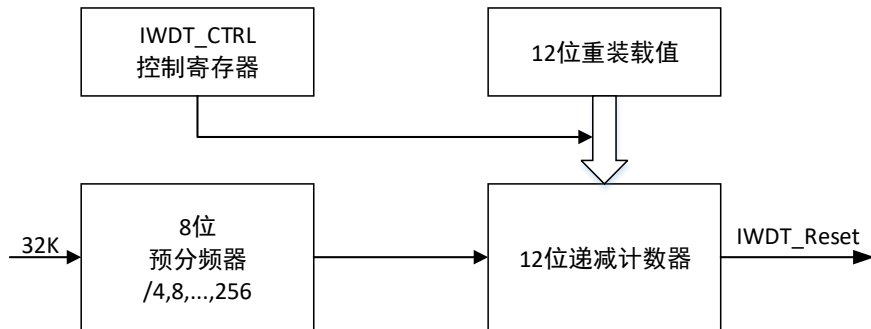 IWDT_CTRL
控制寄存器
12位重装载值
32K
8位
预分频器
/4,8,...,256
12位递减计数器
IWDT_Reset